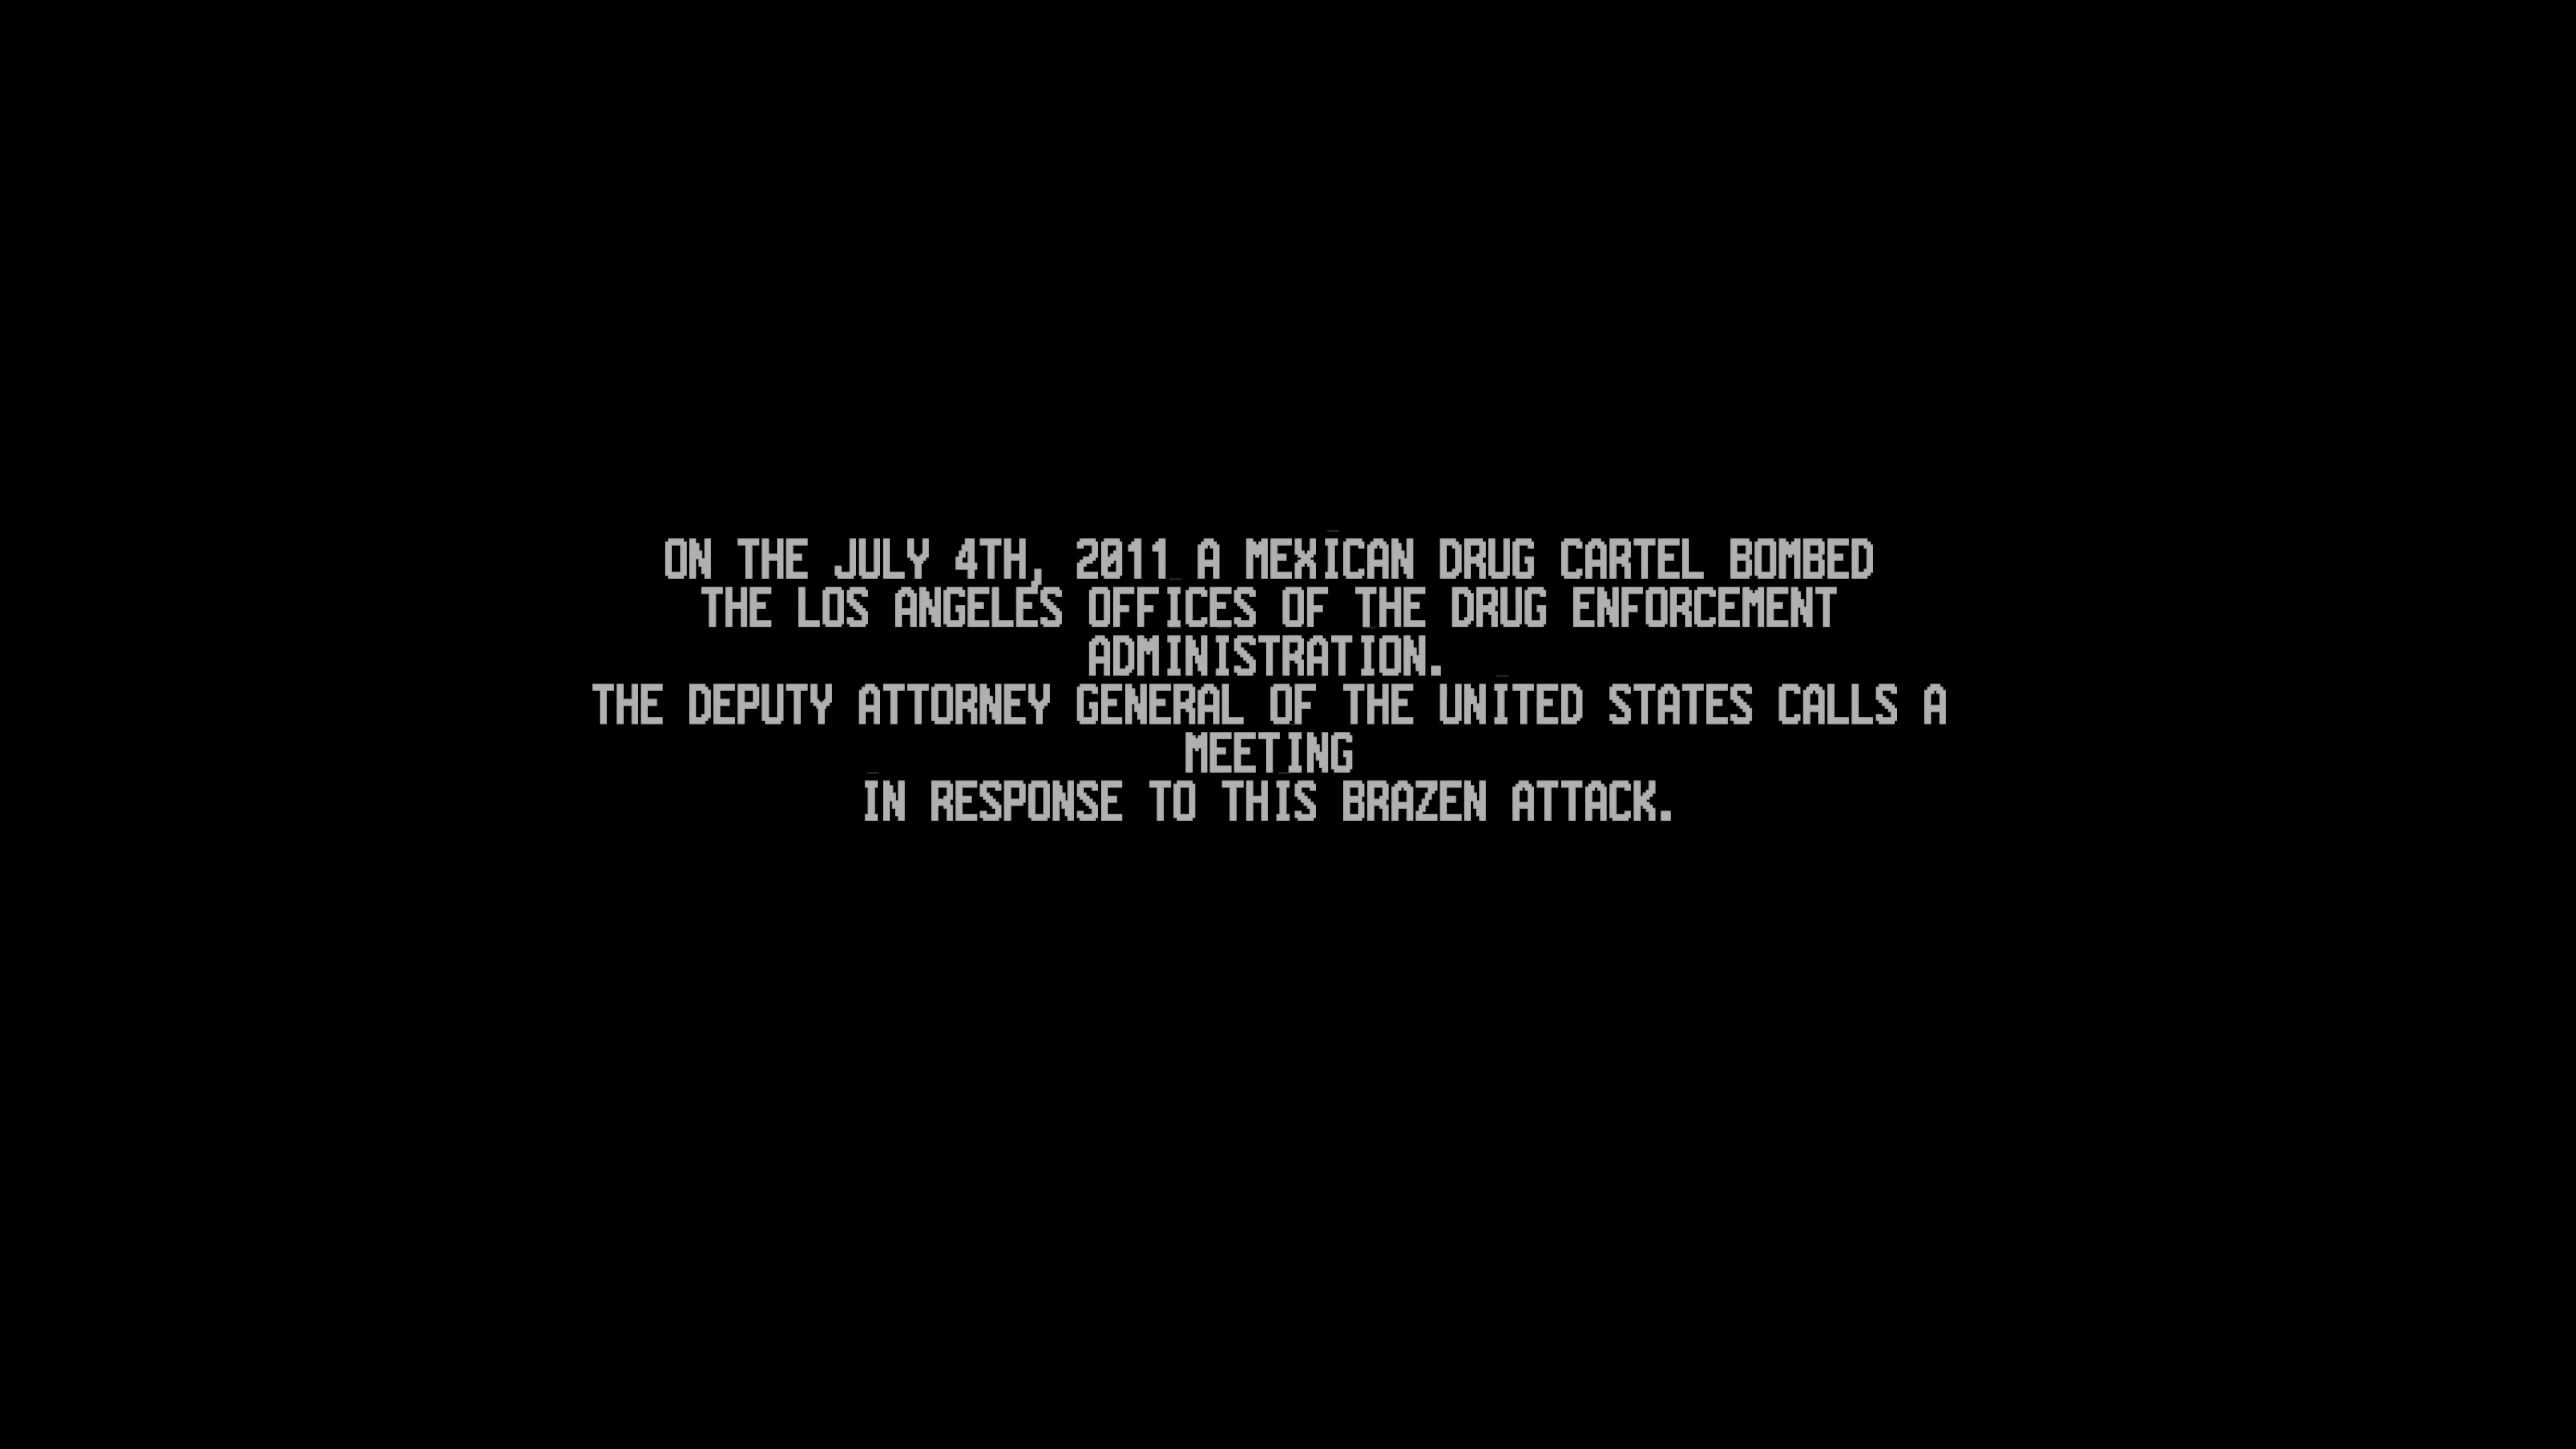 ON THE JULY 4TH, 2011 A MEXICAN DRUG CARTEL BOMBED
THE LOS ANGELES OFFICES OF THE DRUG ENFORCEMENT
ADMINISTRATION.
THE DEPUTY ATTORNEY GENERAL OF THE UNITED STATES CALLS A
MEETING
IN RESPONSE TO THIS BRAZEN ATTACK.